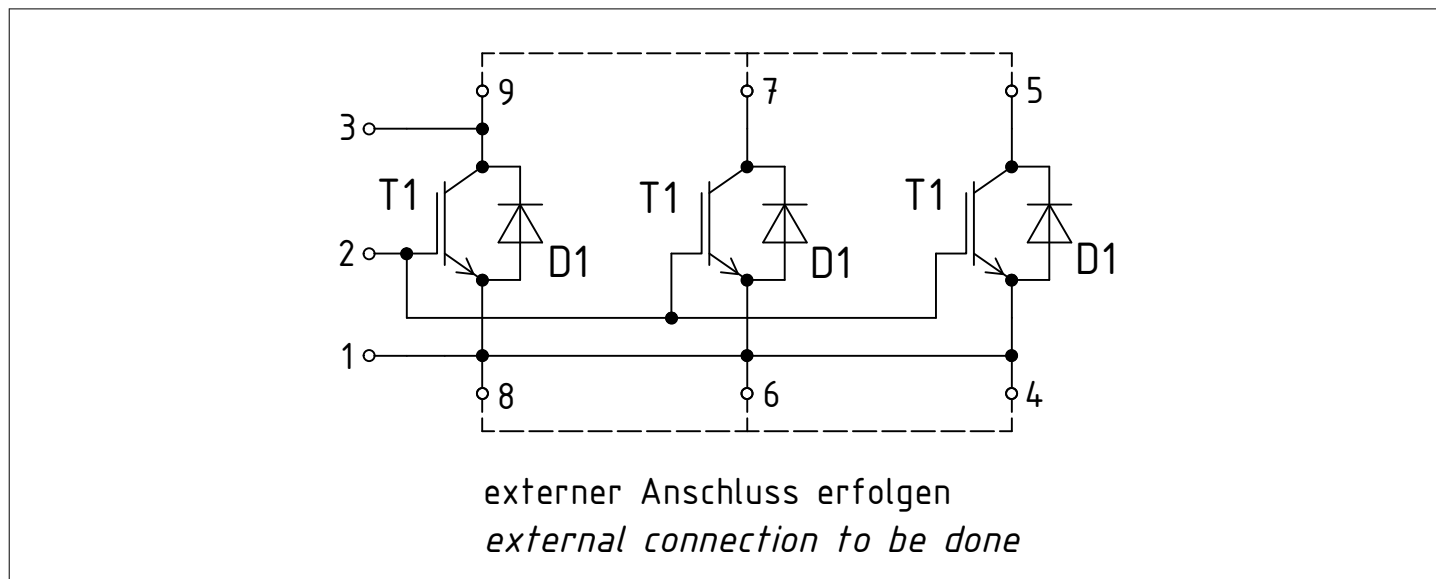 9 7 5
3
T1 T1 T1
2 D1 D1 D1
1
8 6 4
externer Anschluss erfolgen
external connection to be done